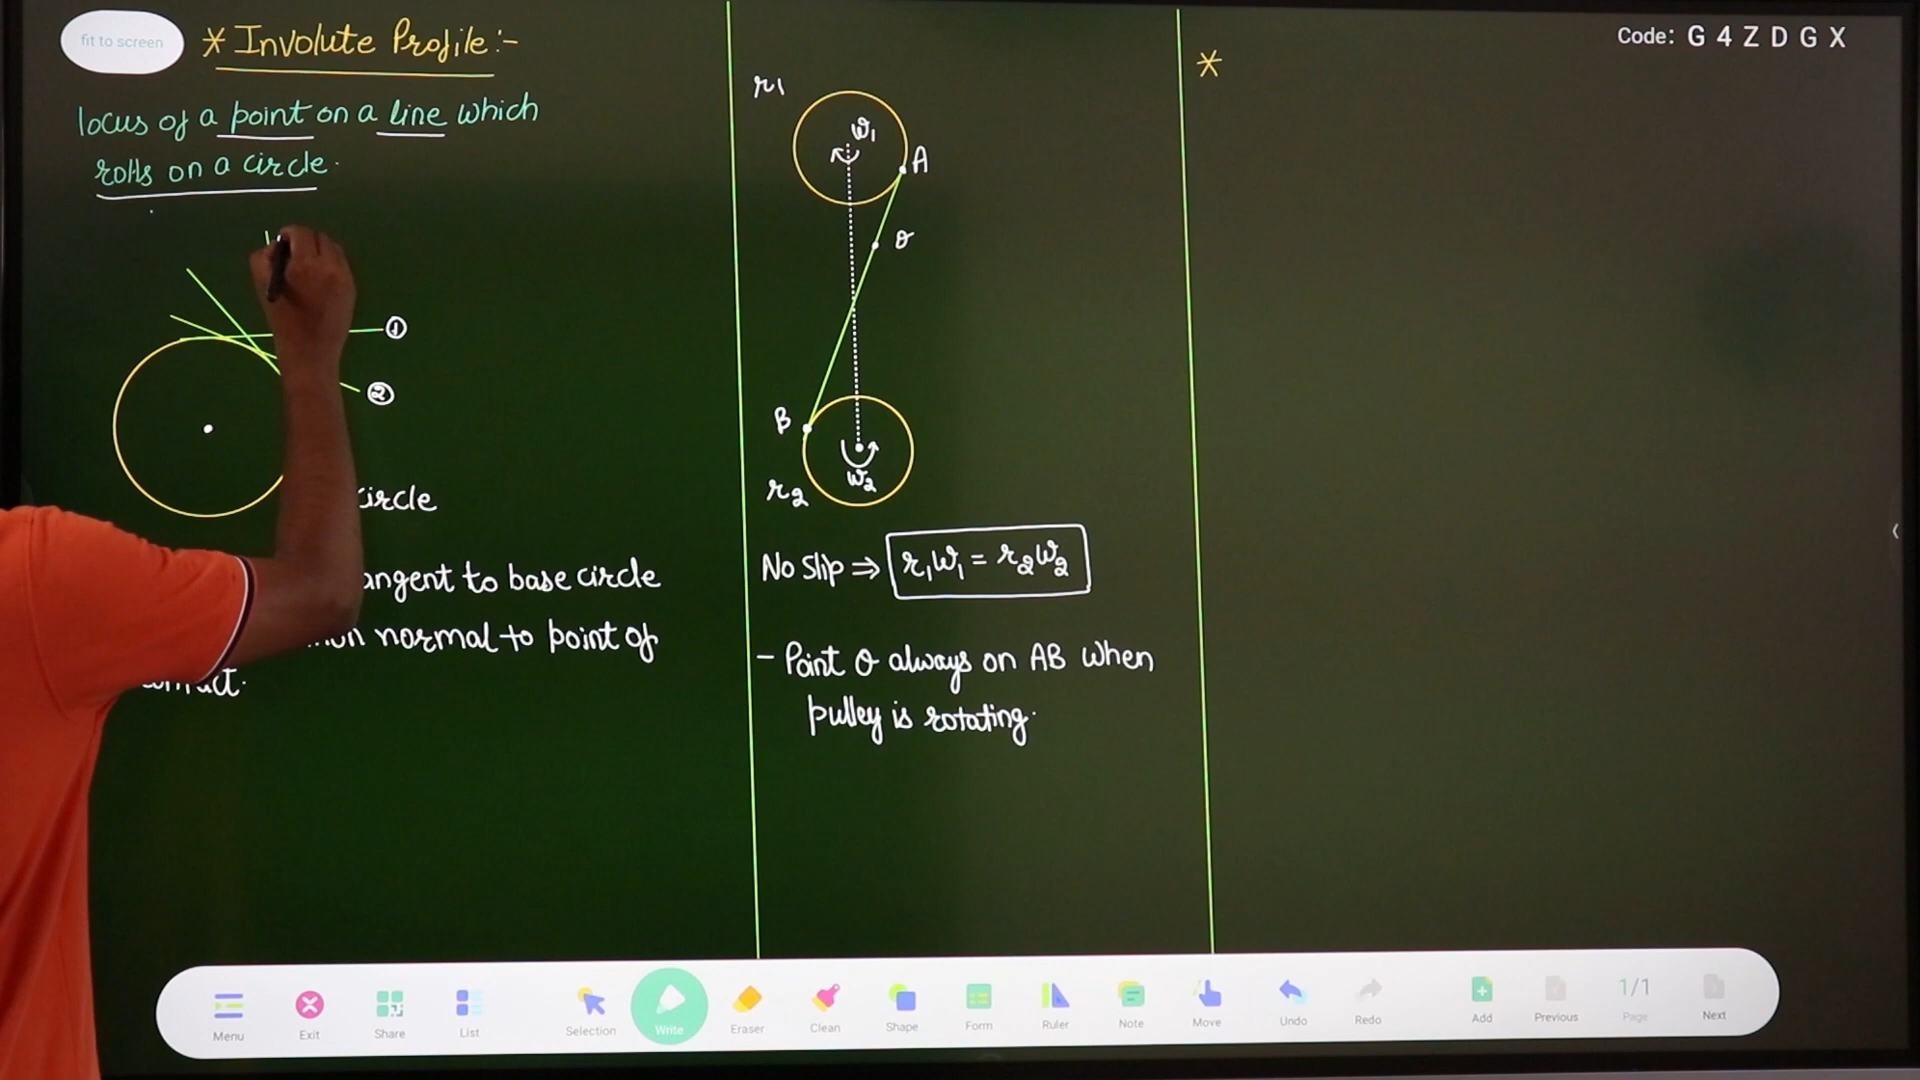 fit to screen
* Involute Profile:-
locus of a point on a line which
rolls on a circle.
①
②
circle
angent to base circle
normal to point of
r1
ω1
A
O
B
ω2
r2
No Slip ⇒ r1ω1 = r2ω2
- Point O always on AB when
pulley is rotating.
Code: G4ZDGX
*
Menu
Exit
Share
List
Selection
Write
Eraser
Clean
Shape
Form
Ruler
Note
Move
Undo
Redo
Add
Previous
1/1
Page
Next